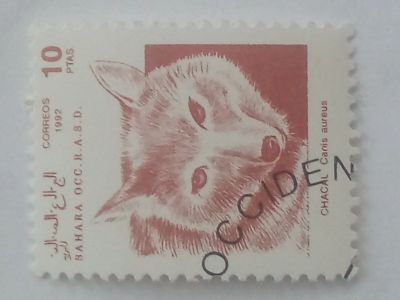 10
PTAS
CORREOS
1992
SAHARA OCC. R.A.S.D.
CHACAL Canis aureus
OCCIDEN